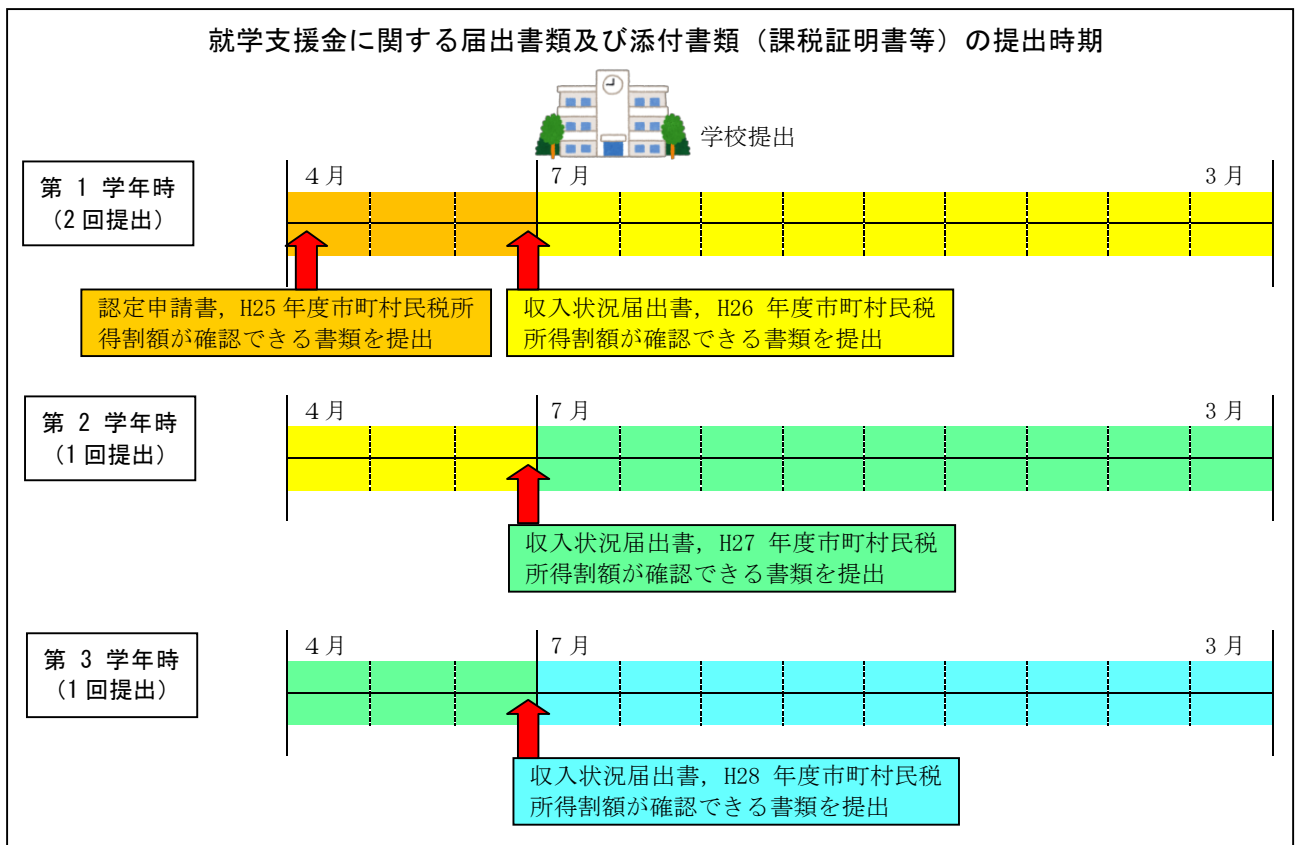 就学支援金に関する届出書類及び添付書類（課税証明書等）の提出時期
学校提出
第 1 学年時
（2 回提出）
4 月
7 月
3 月
認定申請書, H25 年度市町村民税所
得割額が確認できる書類を提出
収入状況届出書, H26 年度市町村民税
所得割額が確認できる書類を提出
第 2 学年時
（1 回提出）
4 月
7 月
3 月
収入状況届出書, H27 年度市町村民税
所得割額が確認できる書類を提出
第 3 学年時
（1 回提出）
4 月
7 月
3 月
収入状況届出書, H28 年度市町村民税
所得割額が確認できる書類を提出